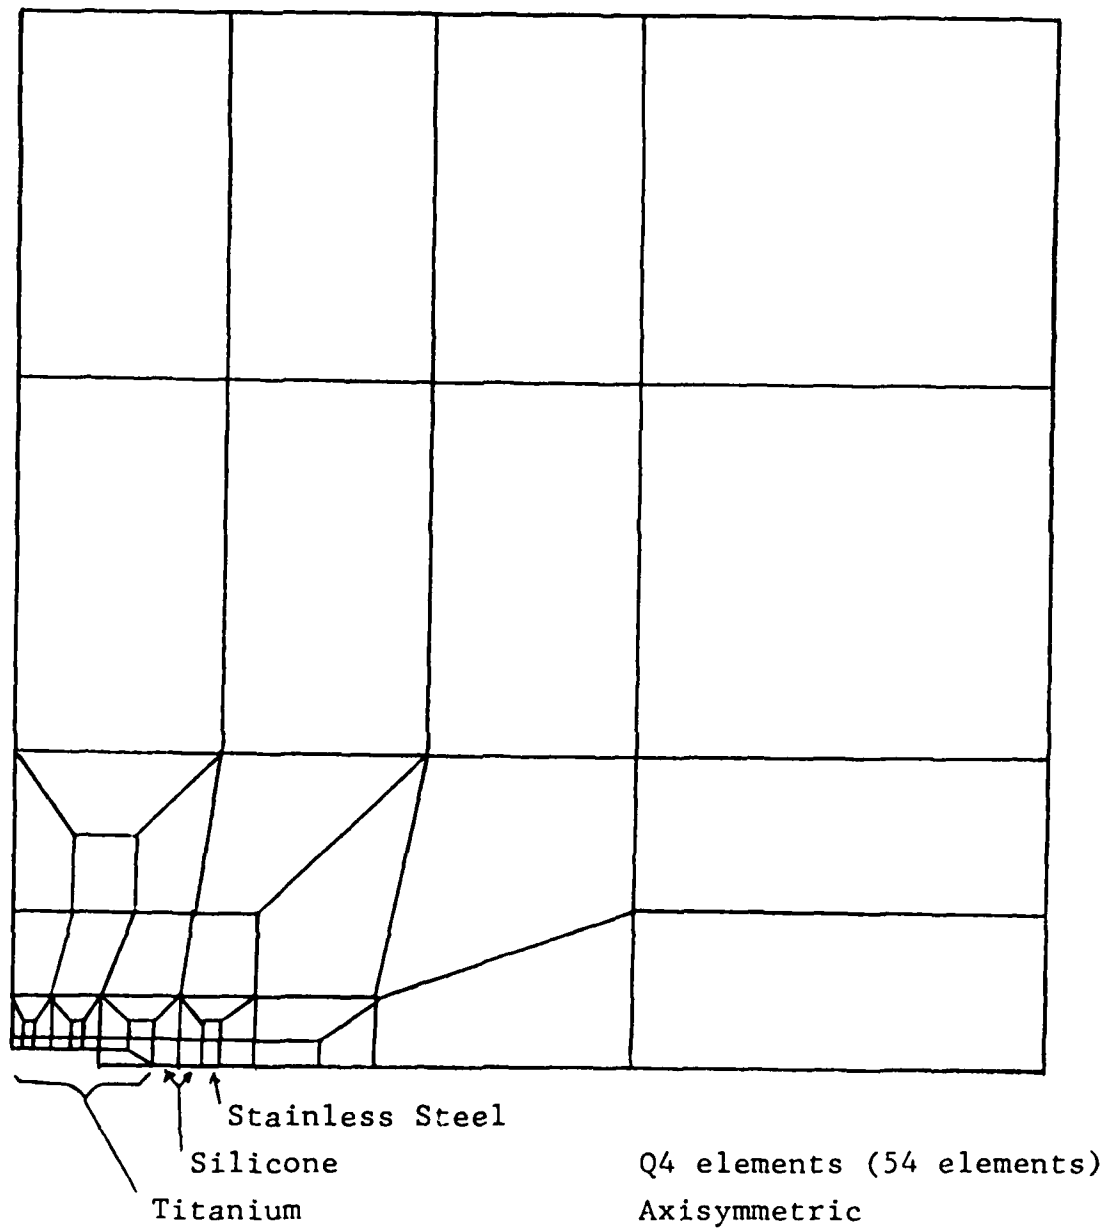 Stainless Steel
Silicone
Titanium
Q4 elements (54 elements)
Axisymmetric